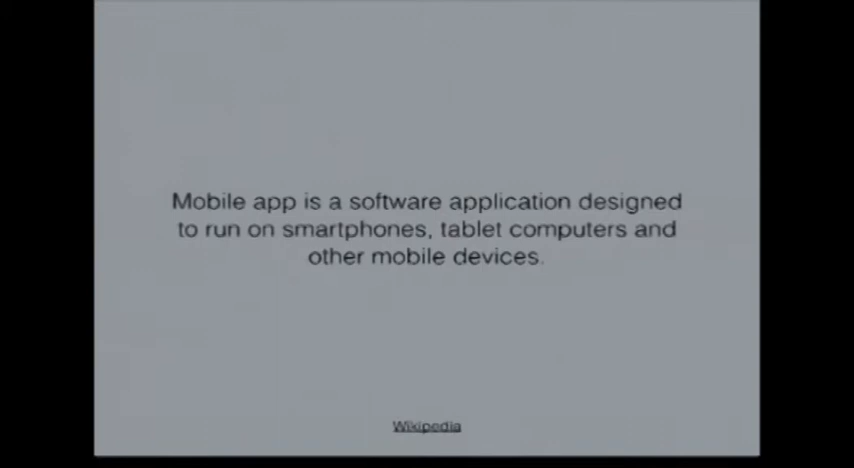 Mobile app is a software application designed
to run on smartphones, tablet computers and
other mobile devices.
Wikipedia